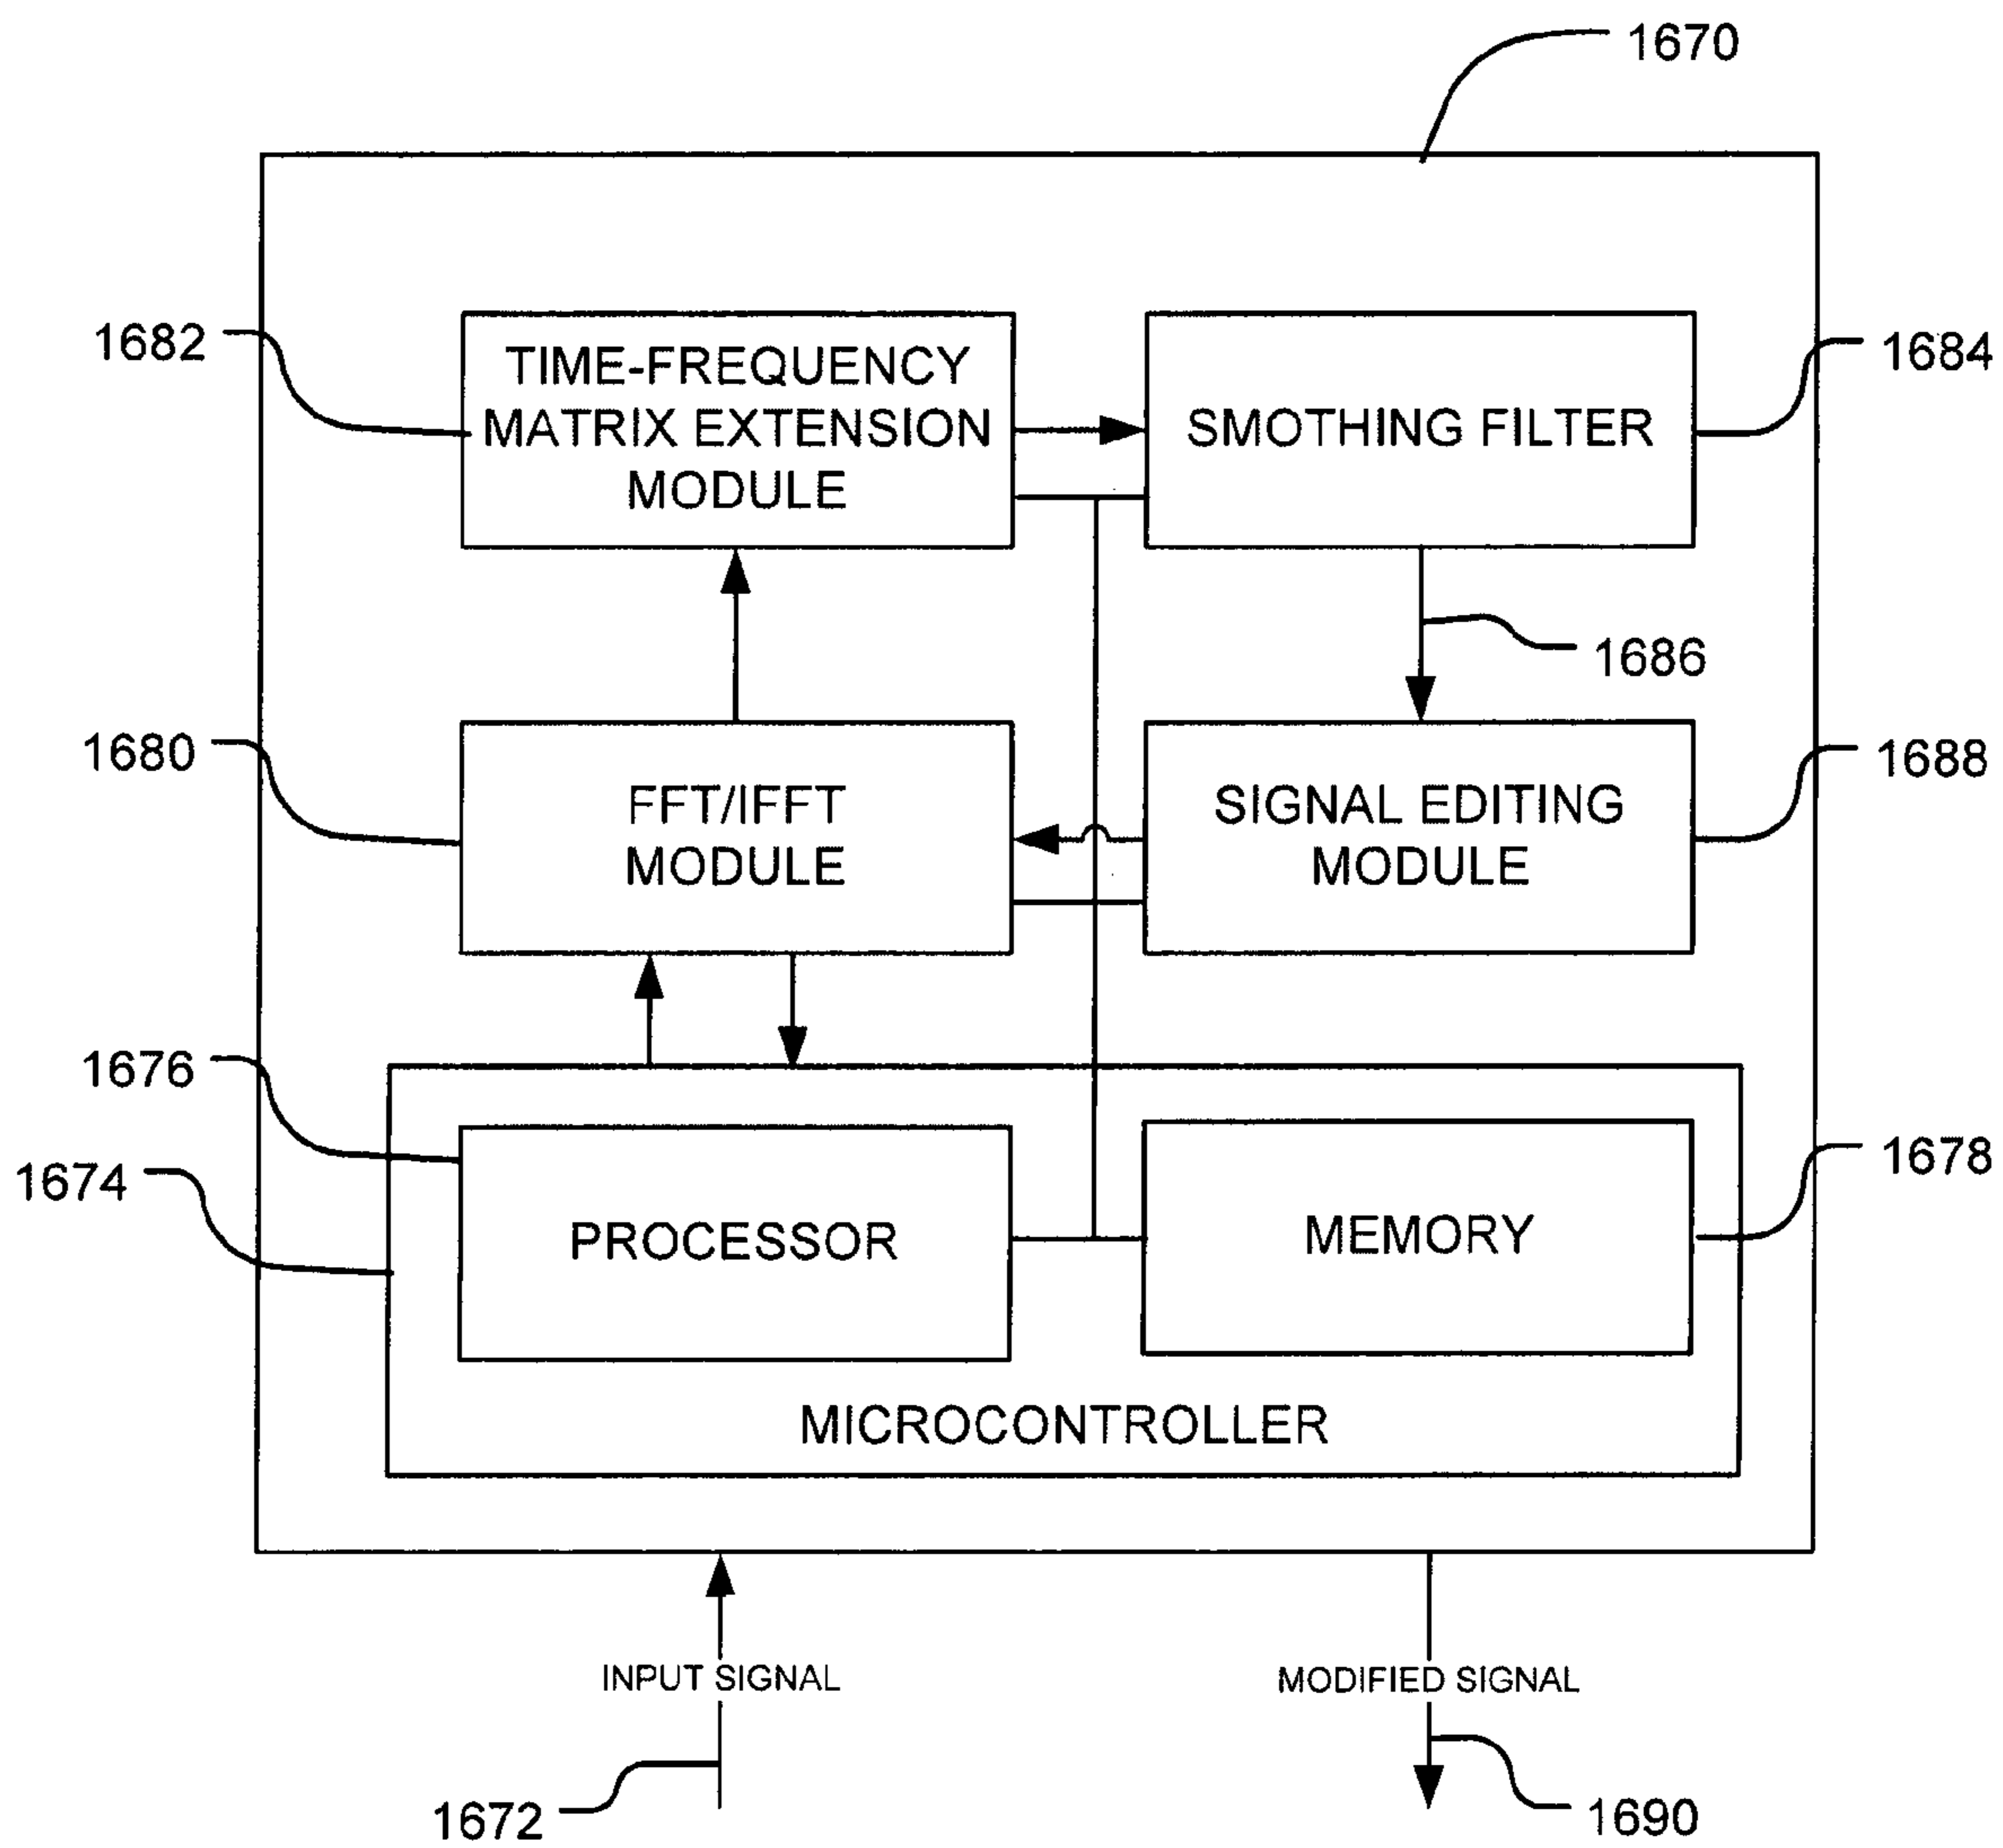 1670
1682
TIME-FREQUENCY
MATRIX EXTENSION
MODULE
SMOTHING FILTER
1684
1686
1680
FFT/IFFT
MODULE
SIGNAL EDITING
MODULE
1688
1676
1674
PROCESSOR
MEMORY
1678
MICROCONTROLLER
INPUT SIGNAL
MODIFIED SIGNAL
1672
1690